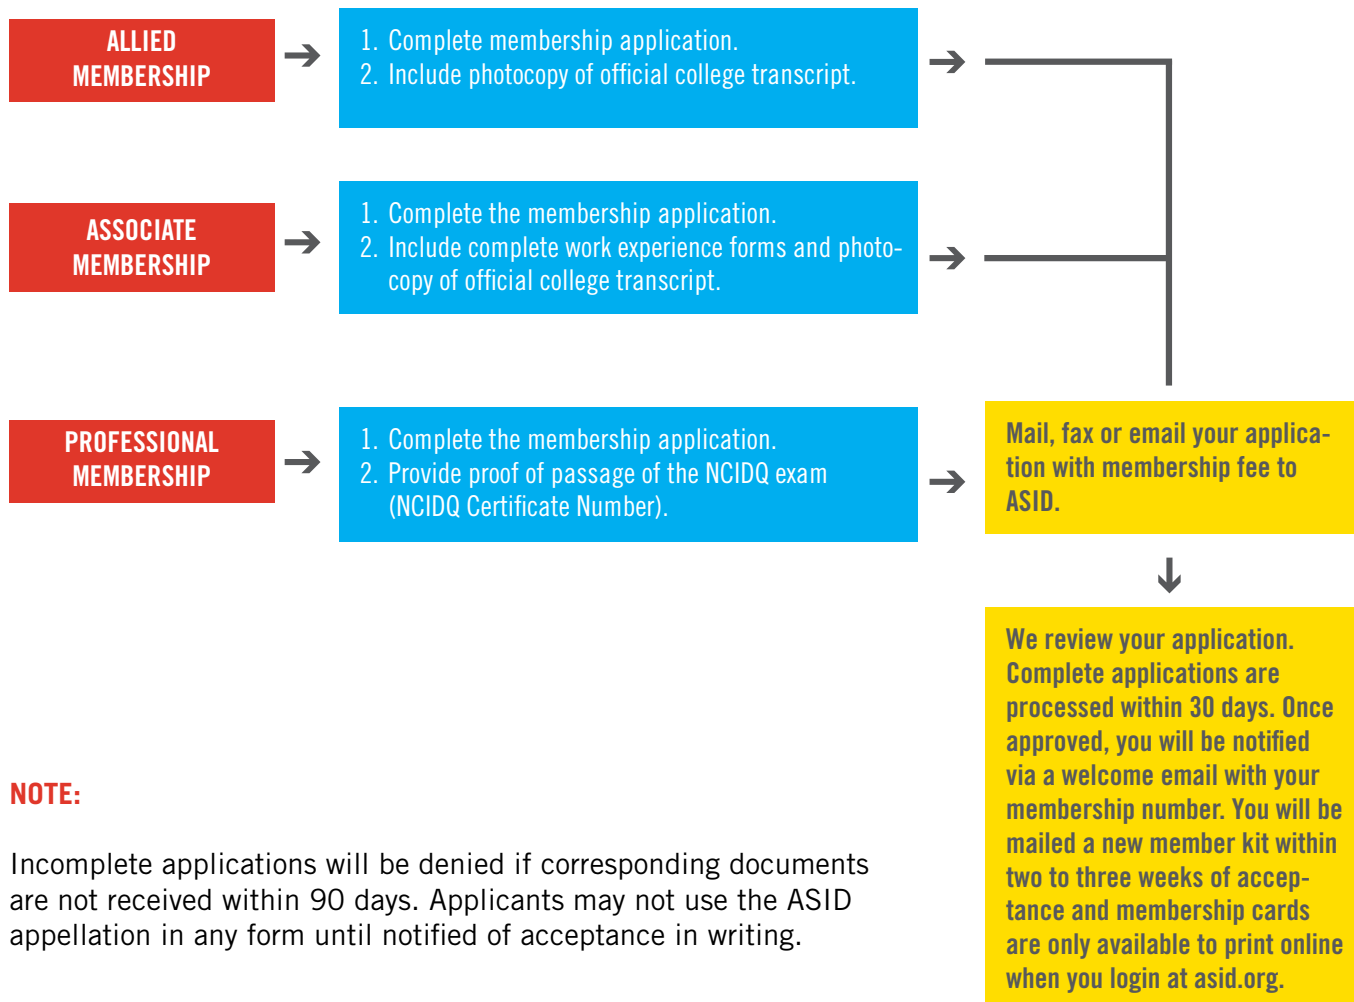 ALLIED
MEMBERSHIP
1. Complete membership application.
2. Include photocopy of official college transcript.
ASSOCIATE
MEMBERSHIP
1. Complete the membership application.
2. Include complete work experience forms and photo-
copy of official college transcript.
PROFESSIONAL
MEMBERSHIP
1. Complete the membership application.
2. Provide proof of passage of the NCIDQ exam
(NCIDQ Certificate Number).
Mail, fax or email your applica-
tion with membership fee to
ASID.
We review your application.
Complete applications are
processed within 30 days. Once
approved, you will be notified
via a welcome email with your
membership number. You will be
mailed a new member kit within
two to three weeks of accep-
tance and membership cards
are only available to print online
when you login at asid.org.
NOTE:
Incomplete applications will be denied if corresponding documents
are not received within 90 days. Applicants may not use the ASID
appellation in any form until notified of acceptance in writing.